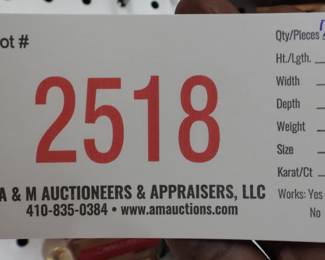 ot #
2518
A & M AUCTIONEERS & APPRAISERS, LLC
410-835-0384 • www.amauctions.com
Qty/Pieces
Ht./Lgth.
Width
Depth
Weight
Size
Karat/Ct
Works: Yes
No